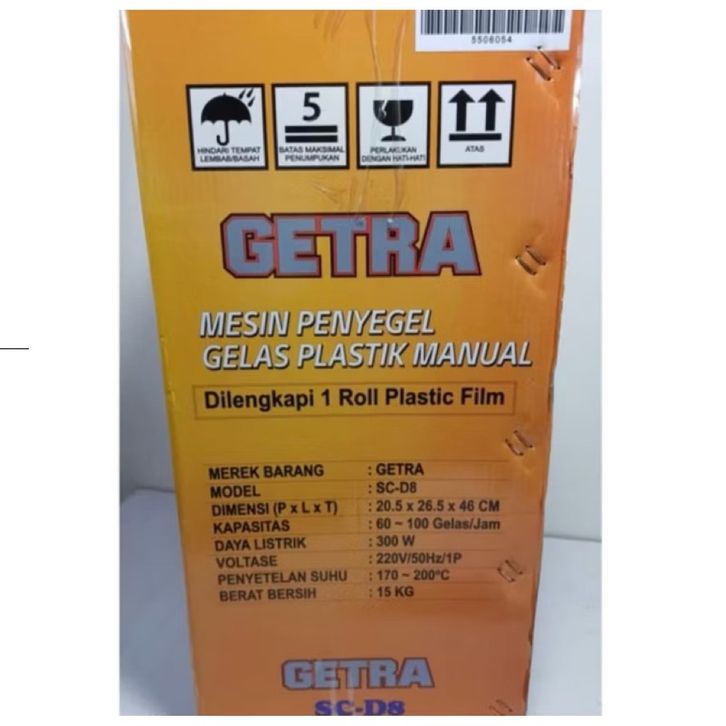 5506054
HINDARI TEMPAT
LEMBAB/BASAH
5
BATAS MAKSIMAL
PENUMPUKAN
PERLAKUKAN
DENGAN HATI-HATI
ATAS
GETRA
MESIN PENYEGEL
GELAS PLASTIK MANUAL
Dilengkapi 1 Roll Plastic Film
MEREK BARANG : GETRA
MODEL : SC-D8
DIMENSI (P x L x T) : 20.5 x 26.5 x 46 CM
KAPASITAS : 60 ~ 100 Gelas/Jam
DAYA LISTRIK : 300 W
VOLTASE : 220V/50Hz/1P
PENYETELAN SUHU : 170 ~ 200°C
BERAT BERSIH : 15 KG
GETRA
SC-D8